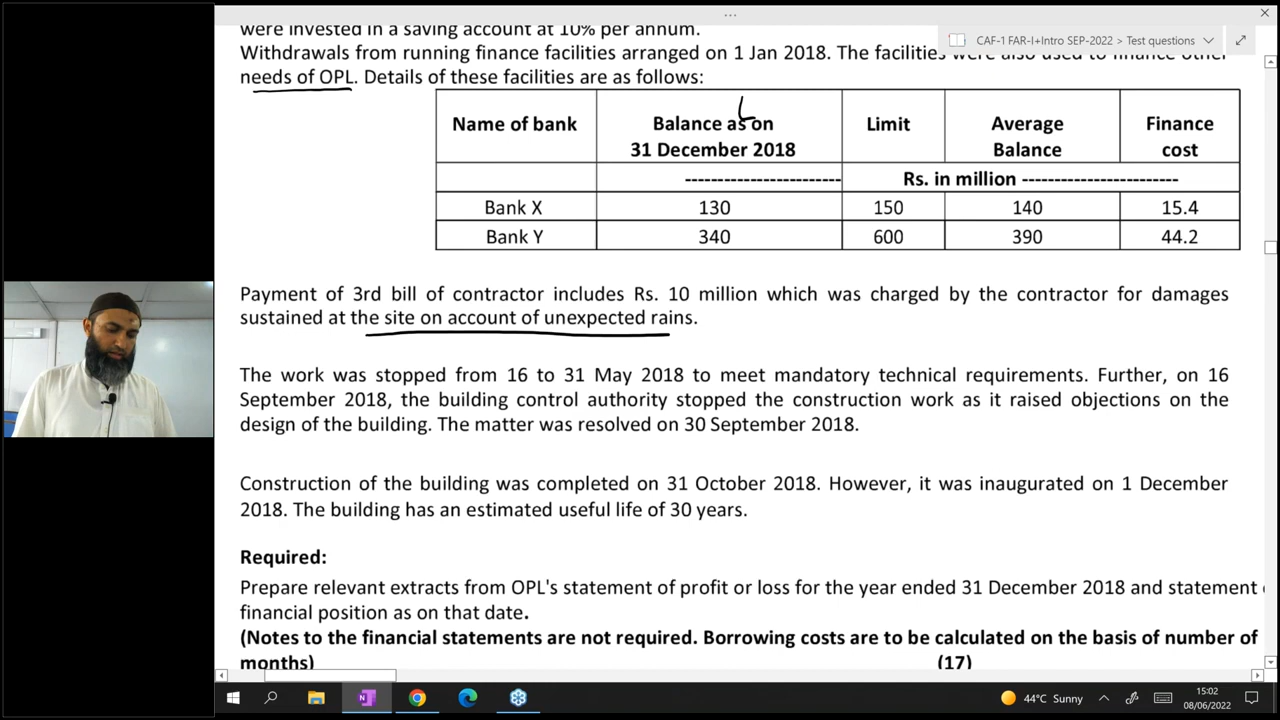 were invested in a saving account at 10% per annum.
CAF-1 FAR-I+Intro SEP-2022 > Test questions
Withdrawals from running finance facilities arranged on 1 Jan 2018. The facilities were also used to finance other
needs of OPL. Details of these facilities are as follows:
Name of bank Balance as on 31 December 2018 Limit Average Balance Finance cost
------------------------ Rs. in million ------------------------
Bank X 130 150 140 15.4
Bank Y 340 600 390 44.2
Payment of 3rd bill of contractor includes Rs. 10 million which was charged by the contractor for damages
sustained at the site on account of unexpected rains.
The work was stopped from 16 to 31 May 2018 to meet mandatory technical requirements. Further, on 16
September 2018, the building control authority stopped the construction work as it raised objections on the
design of the building. The matter was resolved on 30 September 2018.
Construction of the building was completed on 31 October 2018. However, it was inaugurated on 1 December
2018. The building has an estimated useful life of 30 years.
Required:
Prepare relevant extracts from OPL's statement of profit or loss for the year ended 31 December 2018 and statement
financial position as on that date.
(Notes to the financial statements are not required. Borrowing costs are to be calculated on the basis of number of
months) (17)
44°C Sunny
15:02
08/06/2022